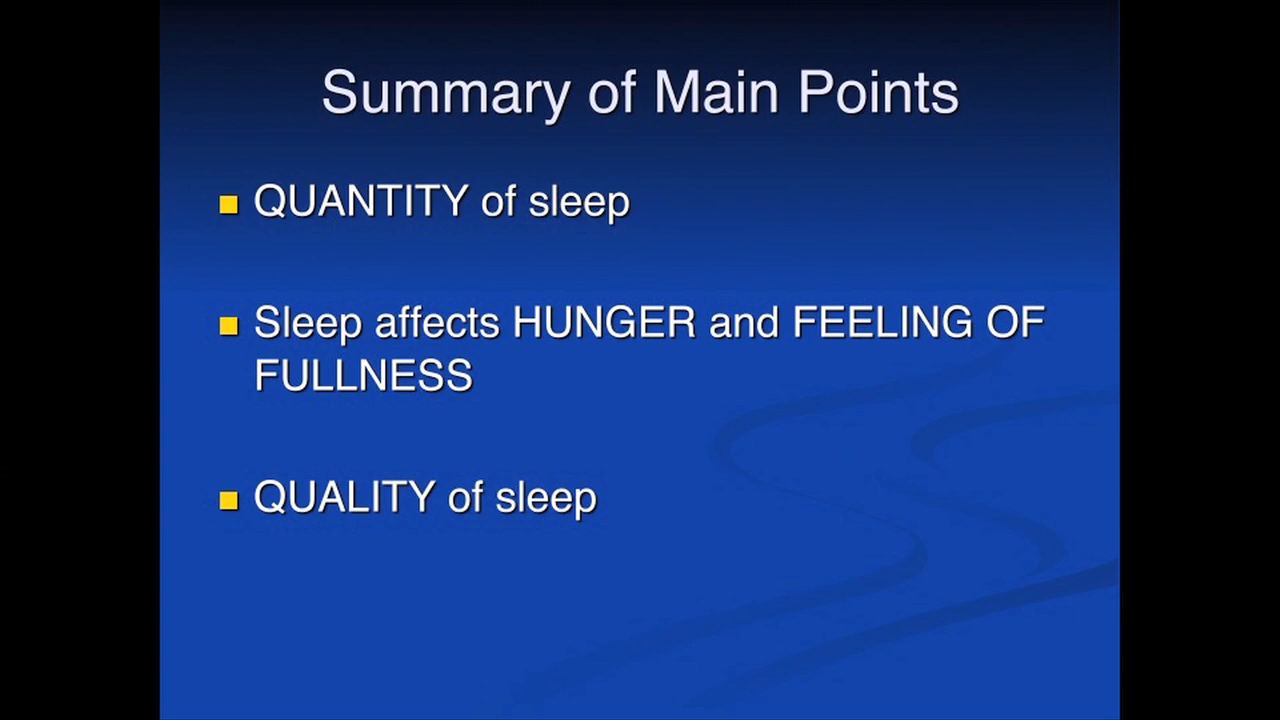 Summary of Main Points
QUANTITY of sleep
Sleep affects HUNGER and FEELING OF
FULLNESS
QUALITY of sleep